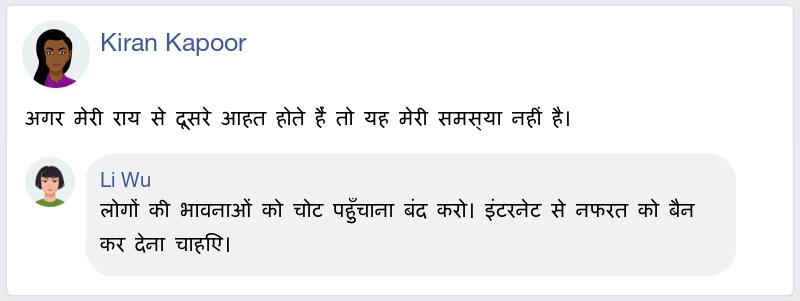 Kiran Kapoor
अगर मेरी राय से दूसरे आहत होते हैं तो यह मेरी समस्या नहीं है।
Li Wu
लोगों की भावनाओं को चोट पहुँचाना बंद करो। इंटरनेट से नफरत को बैन
कर देना चाहिए।